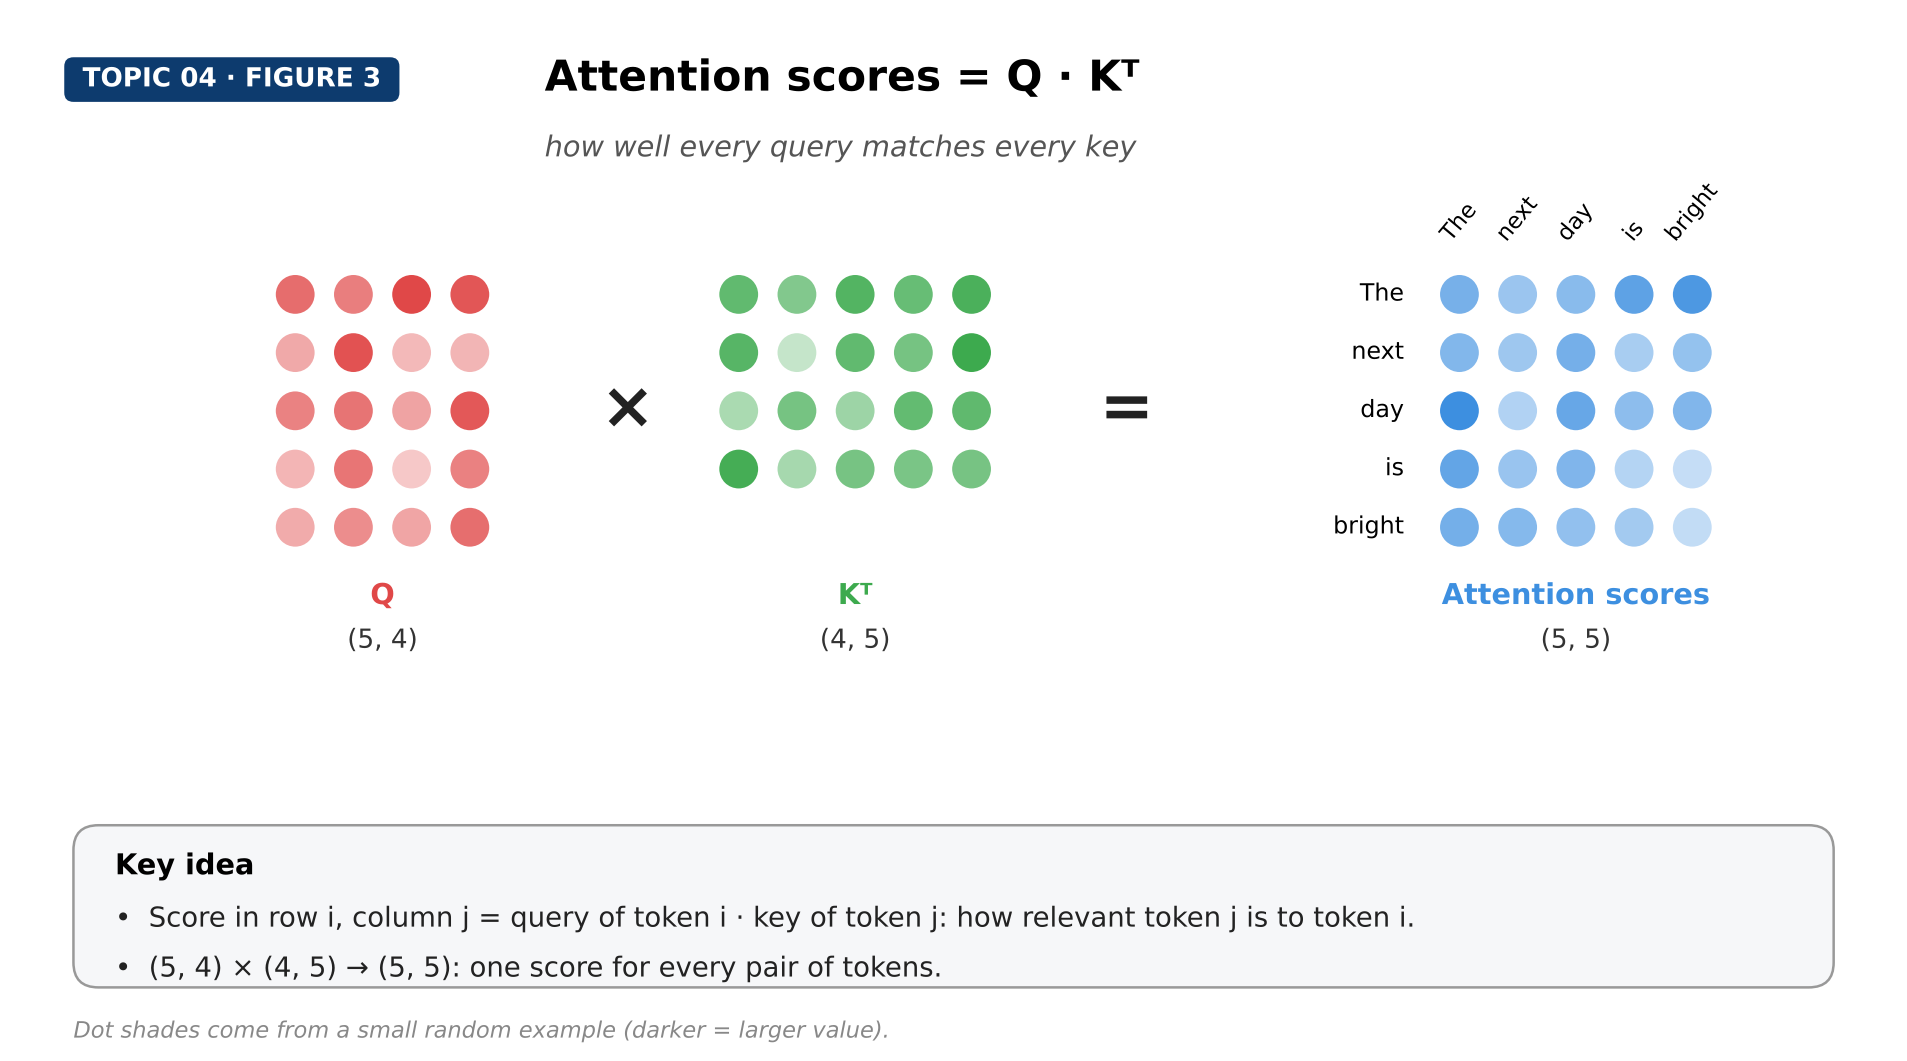 TOPIC 04 · FIGURE 3
Attention scores = Q · Kᵀ
how well every query matches every key
The next day is bright
The
next
day
is
bright
×
=
Q
Kᵀ
Attention scores
(5, 4)
(4, 5)
(5, 5)
Key idea
• Score in row i, column j = query of token i · key of token j: how relevant token j is to token i.
• (5, 4) × (4, 5) → (5, 5): one score for every pair of tokens.
Dot shades come from a small random example (darker = larger value).